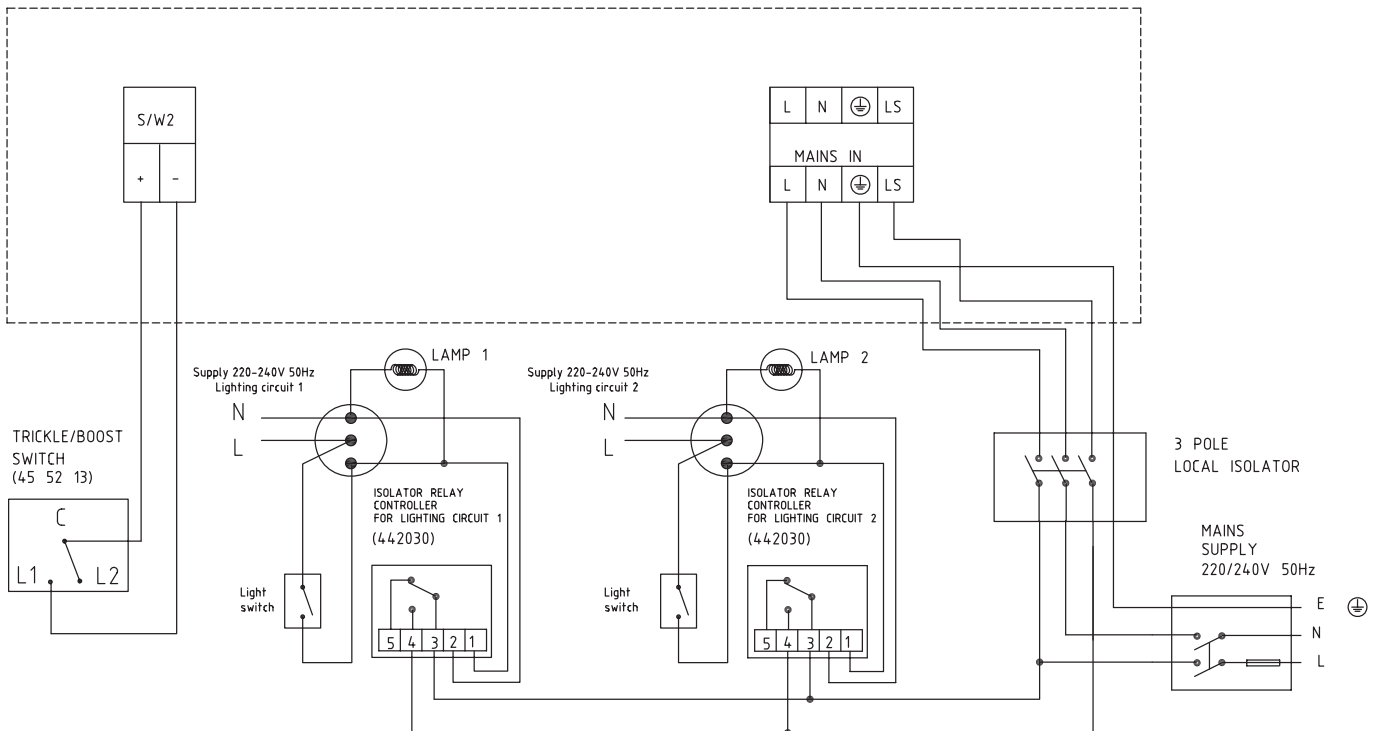 S/W2
+ -
L N LS
MAINS IN
L N LS
LAMP 1
Supply 220-240V 50Hz
Lighting circuit 1
N
L
LAMP 2
Supply 220-240V 50Hz
Lighting circuit 2
N
L
TRICKLE/BOOST
SWITCH
(45 52 13)
C
L1 L2
3 POLE
LOCAL ISOLATOR
ISOLATOR RELAY
CONTROLLER
FOR LIGHTING CIRCUIT 1
(442030)
Light
switch
5 4 3 2 1
ISOLATOR RELAY
CONTROLLER
FOR LIGHTING CIRCUIT 2
(442030)
Light
switch
5 4 3 2 1
MAINS
SUPPLY
220/240V 50Hz
E
N
L